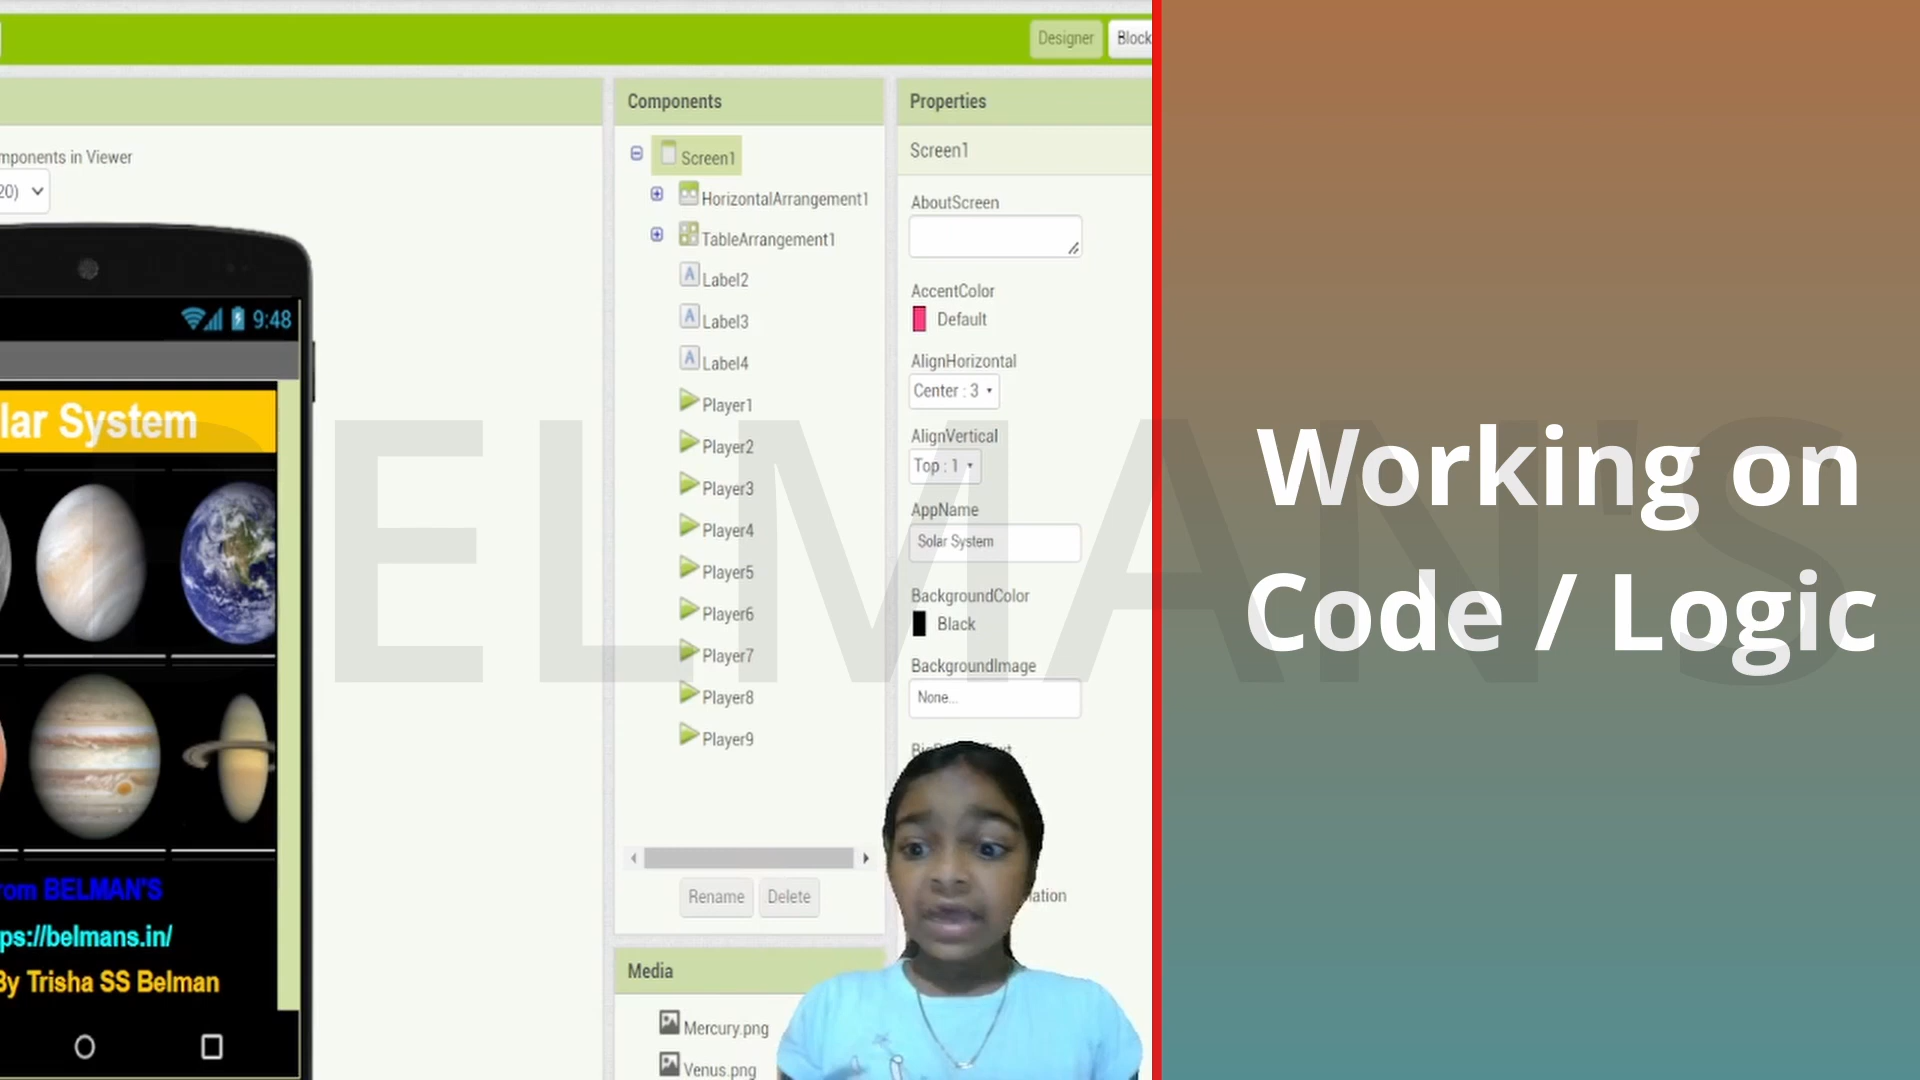 Designer
Block
Components
Properties
mponents in Viewer
20)
Screen1
Screen1
HorizontalArrangement1
TableArrangement1
Label2
Label3
Label4
Player1
Player2
Player3
Player4
Player5
Player6
Player7
Player8
Player9
Rename
Delete
Media
Mercury.png
Venus.png
AboutScreen
AccentColor
Default
AlignHorizontal
Center : 3
AlignVertical
Top : 1
AppName
Solar System
BackgroundColor
Black
BackgroundImage
None...
ation
9:48
lar System
rom BELMAN'S
ps://belmans.in/
By Trisha SS Belman
BELMAN'S
Working on
Code / Logic